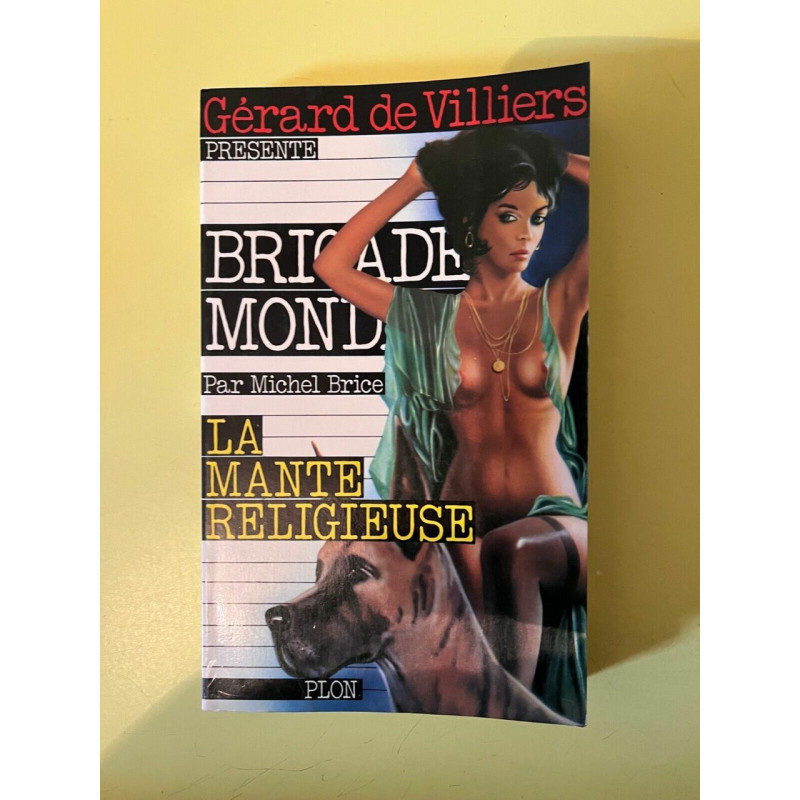 Gérard de Villiers
PRESENTE
BRIGADE
MOND
Par Michel Brice
LA
MANTE
RELIGIEUSE
PLON